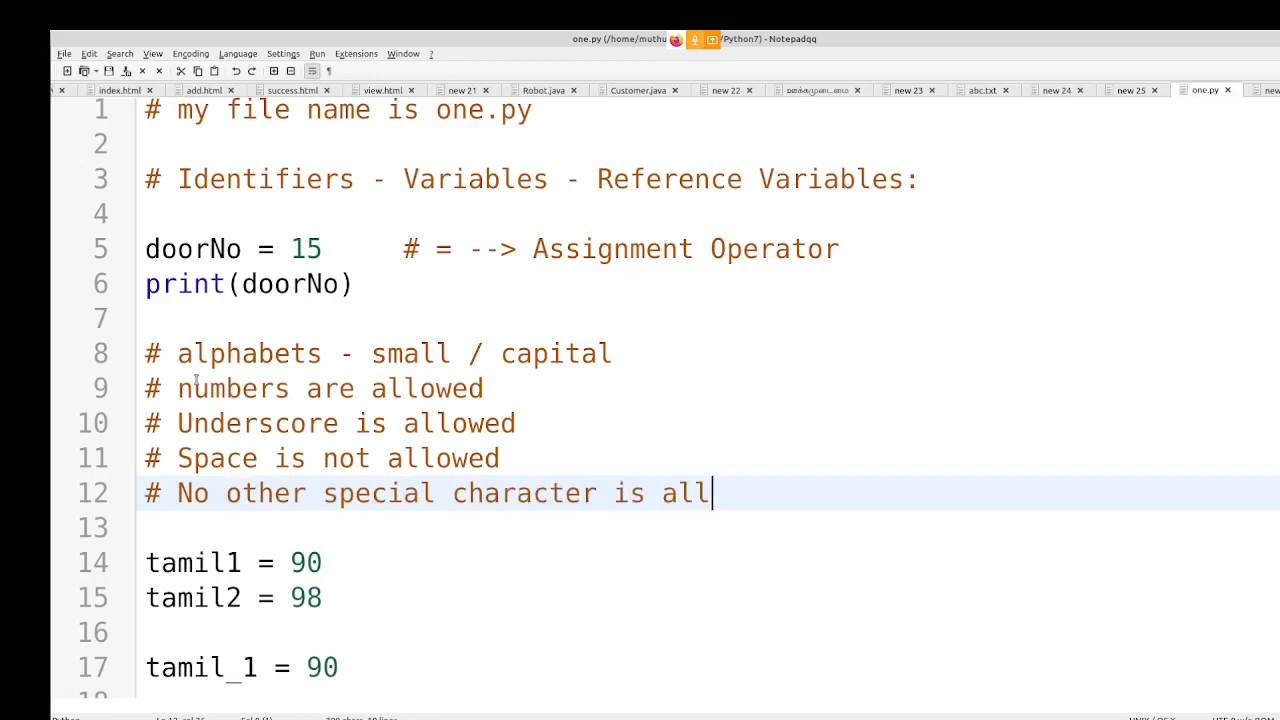 one.py (/home/muthu /Python7) - Notepadqq
File Edit Search View Encoding Language Settings Run Extensions Window ?
index.html add.html success.html view.html new 21 Robot.java Customer.java new 22 ஊக்கமுடைமை new 23 abc.txt new 24 new 25 one.py new
1 # my file name is one.py
2
3 # Identifiers - Variables - Reference Variables:
4
5 doorNo = 15 # = --> Assignment Operator
6 print(doorNo)
7
8 # alphabets - small / capital
9 # numbers are allowed
10 # Underscore is allowed
11 # Space is not allowed
12 # No other special character is all
13
14 tamil1 = 90
15 tamil2 = 98
16
17 tamil_1 = 90